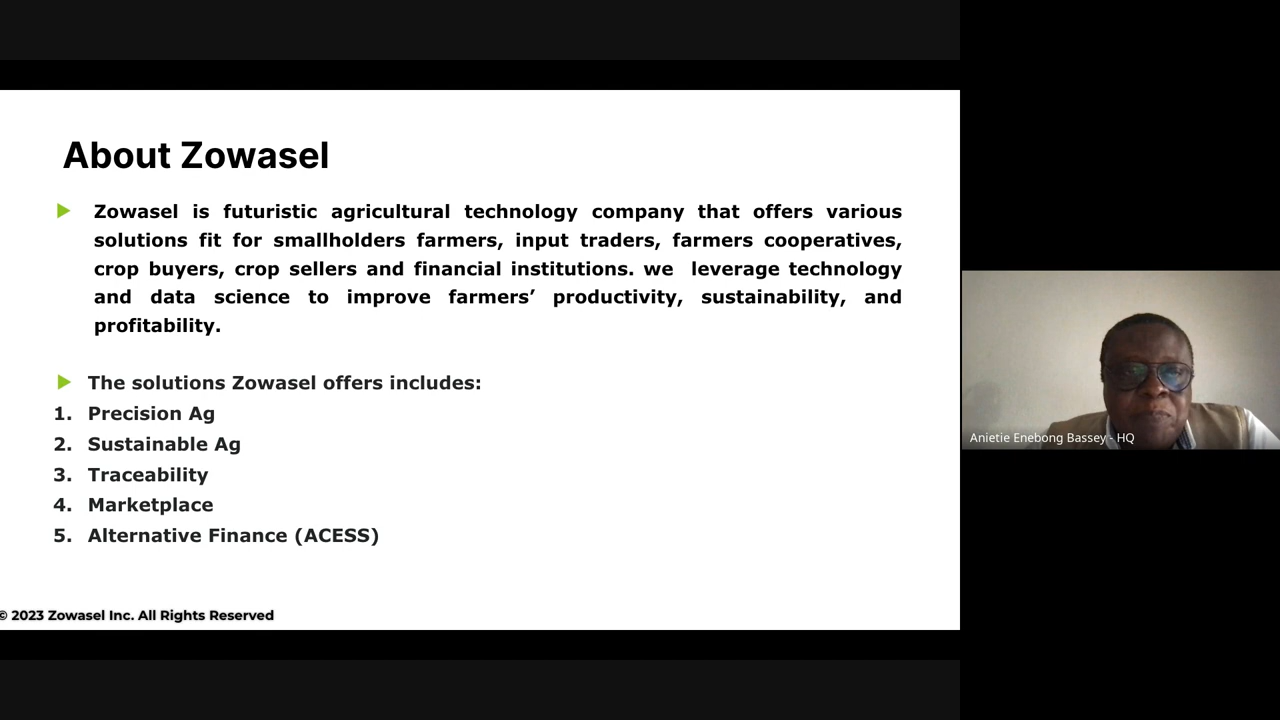 About Zowasel
Zowasel is futuristic agricultural technology company that offers various
solutions fit for smallholders farmers, input traders, farmers cooperatives,
crop buyers, crop sellers and financial institutions. we leverage technology
and data science to improve farmers’ productivity, sustainability, and
profitability.
The solutions Zowasel offers includes:
1. Precision Ag
2. Sustainable Ag
3. Traceability
4. Marketplace
5. Alternative Finance (ACESS)
© 2023 Zowasel Inc. All Rights Reserved
Anietie Enebong Bassey - HQ